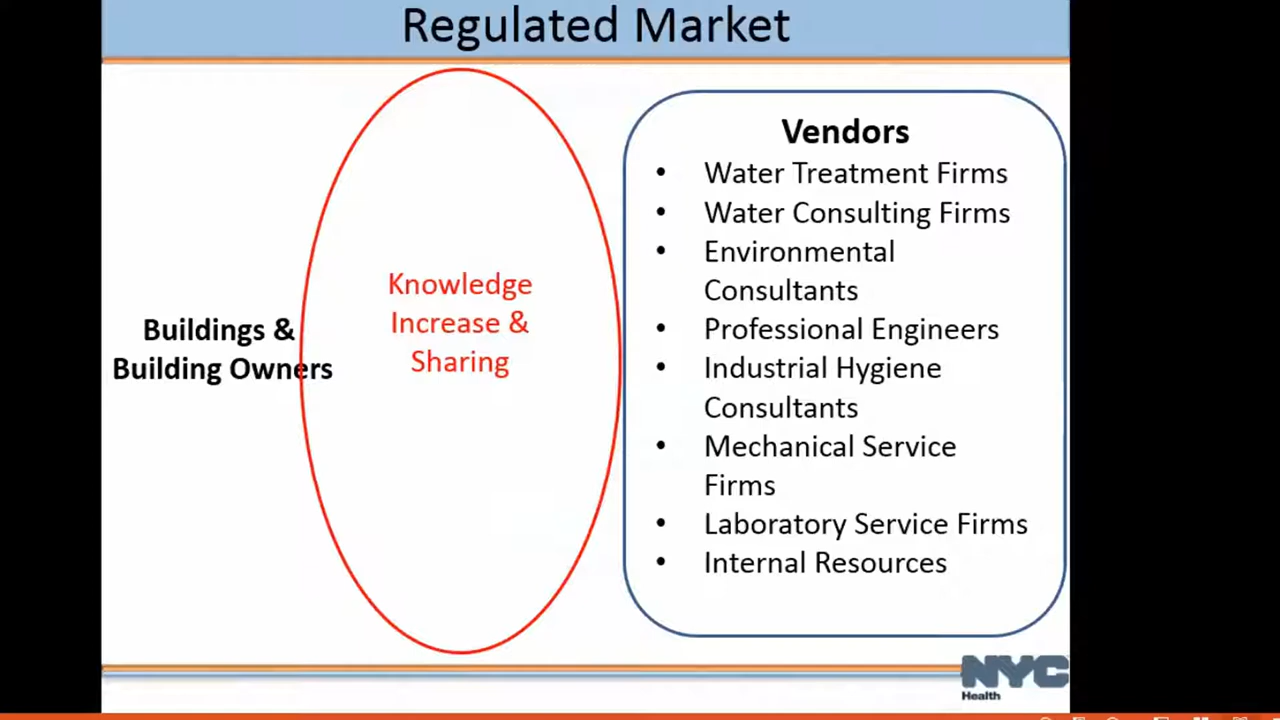 Regulated Market
Buildings &
Building Owners
Knowledge
Increase &
Sharing
Vendors
• Water Treatment Firms
• Water Consulting Firms
• Environmental
Consultants
• Professional Engineers
• Industrial Hygiene
Consultants
• Mechanical Service
Firms
• Laboratory Service Firms
• Internal Resources
NYC
Health